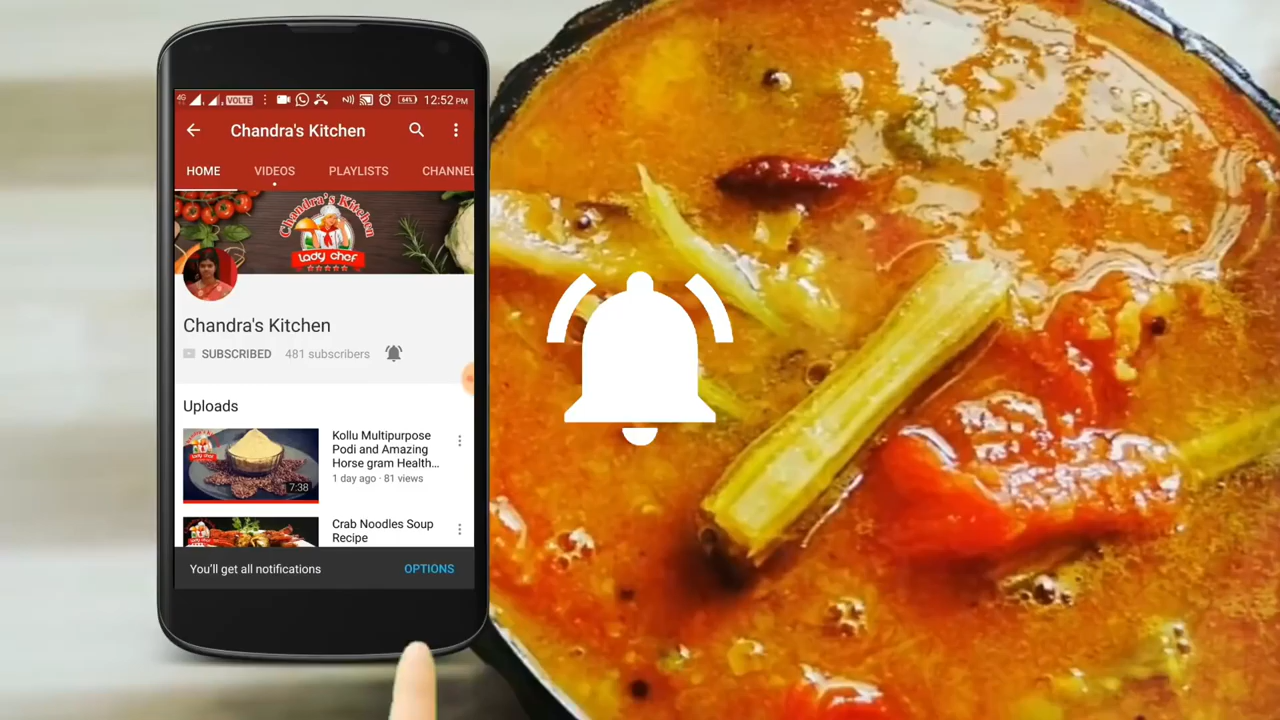 4G VOLTE 64% 12:52 PM
Chandra's Kitchen
HOME VIDEOS PLAYLISTS CHANNEL
Chandra's Kitchen
Lady chef
Chandra's Kitchen
SUBSCRIBED 481 subscribers
Uploads
Kollu Multipurpose
Podi and Amazing
Horse gram Health...
1 day ago · 81 views
7:38
Crab Noodles Soup
Recipe
You'll get all notifications OPTIONS